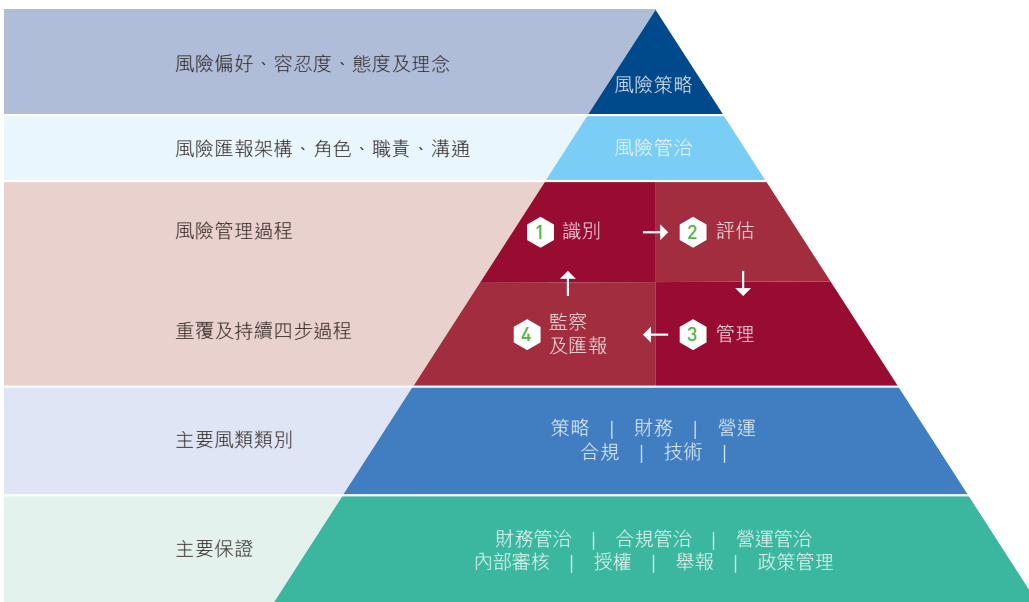 風險偏好、容忍度、態度及理念
風險策略
風險匯報架構、角色、職責、溝通
風險管治
風險管理過程
1 識別
2 評估
重覆及持續四步過程
4 監察
及匯報
3 管理
主要風類類別
策略 | 財務 | 營運
合規 | 技術 |
主要保證
財務管治 | 合規管治 | 營運管治
內部審核 | 授權 | 舉報 | 政策管理